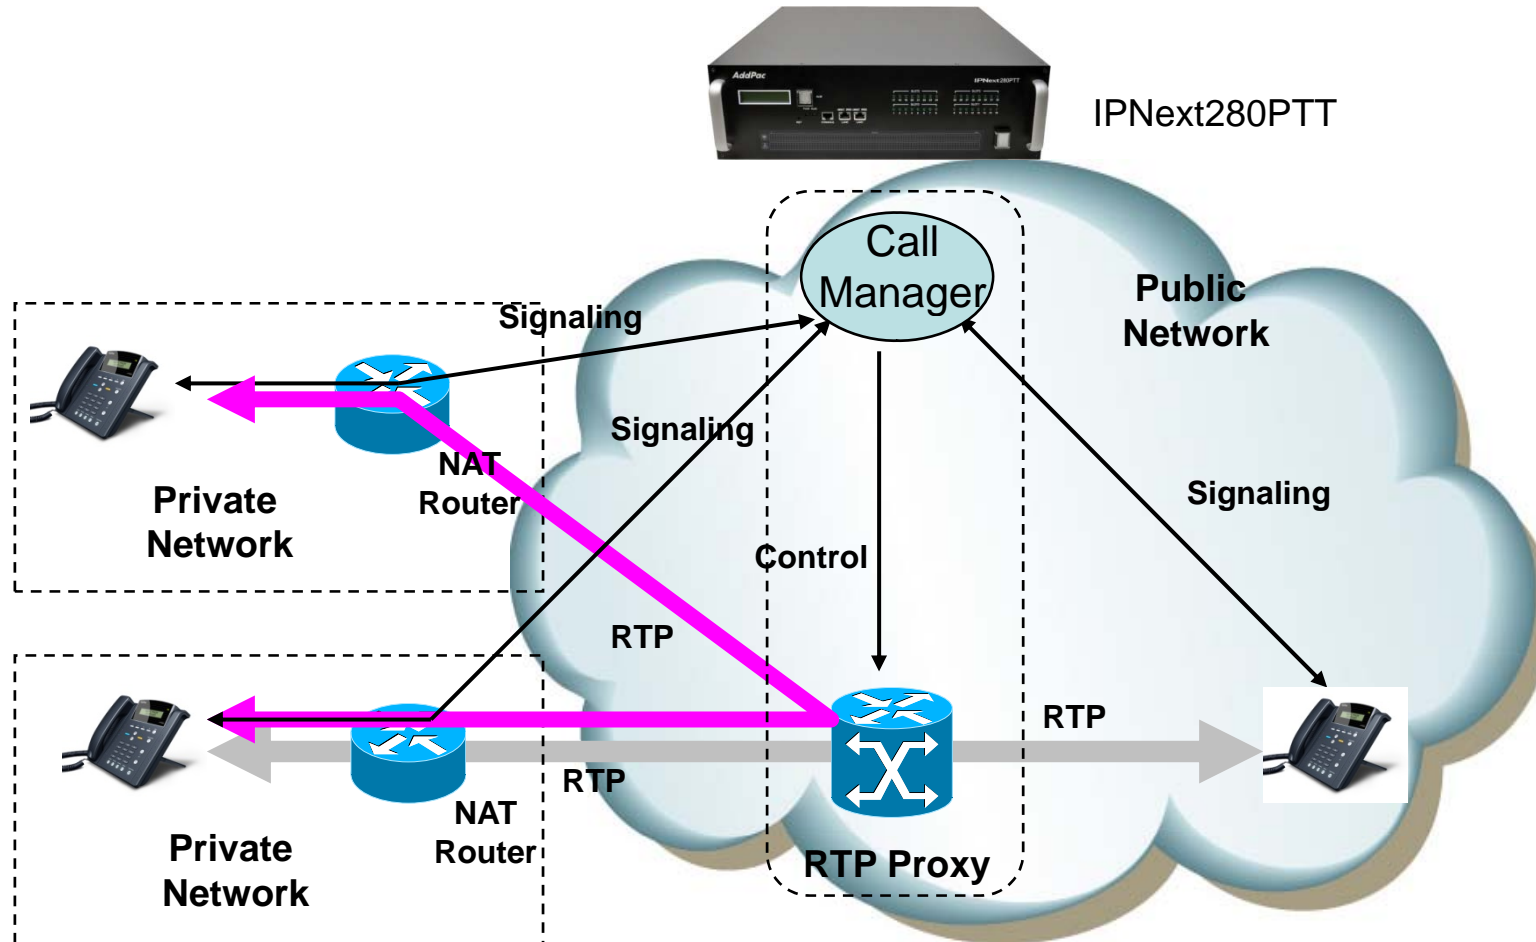 AddPac
IPNext280PTT
IPNext280PTT
Call
Manager
Public
Network
Signaling
Signaling
NAT
Router
Private
Network
Signaling
Control
RTP
RTP
RTP
NAT
Router
Private
Network
RTP Proxy